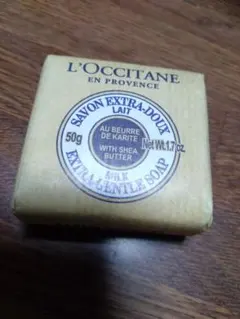 L'OCCITANE
EN PROVENCE
SAVON EXTRA-DOUX
LAIT
50g
AU BEURRE
DE KARITÉ
WITH SHEA
BUTTER
Net Wt. 1.7 oz.
MILK
EXTRA-GENTLE SOAP